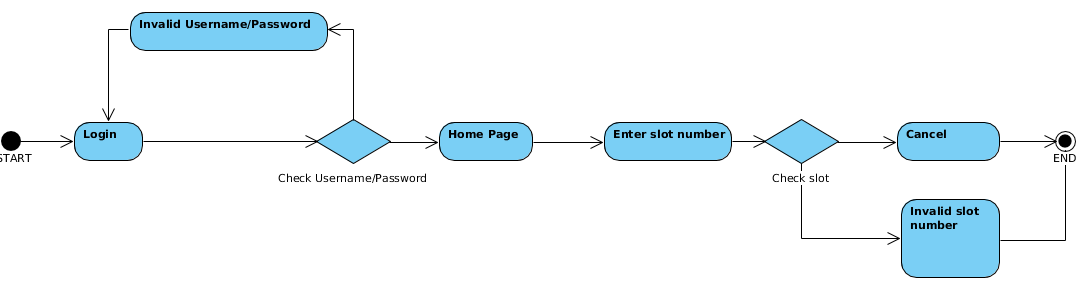 Invalid Username/Password
Login
Home Page
Enter slot number
Cancel
START
END
Check Username/Password
Check slot
Invalid slot
number